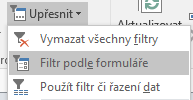 Upřesnit
Aktualizovat
Vymazat všechny filtry
Filtr podle formuláře
Použít filtr či řazení dat